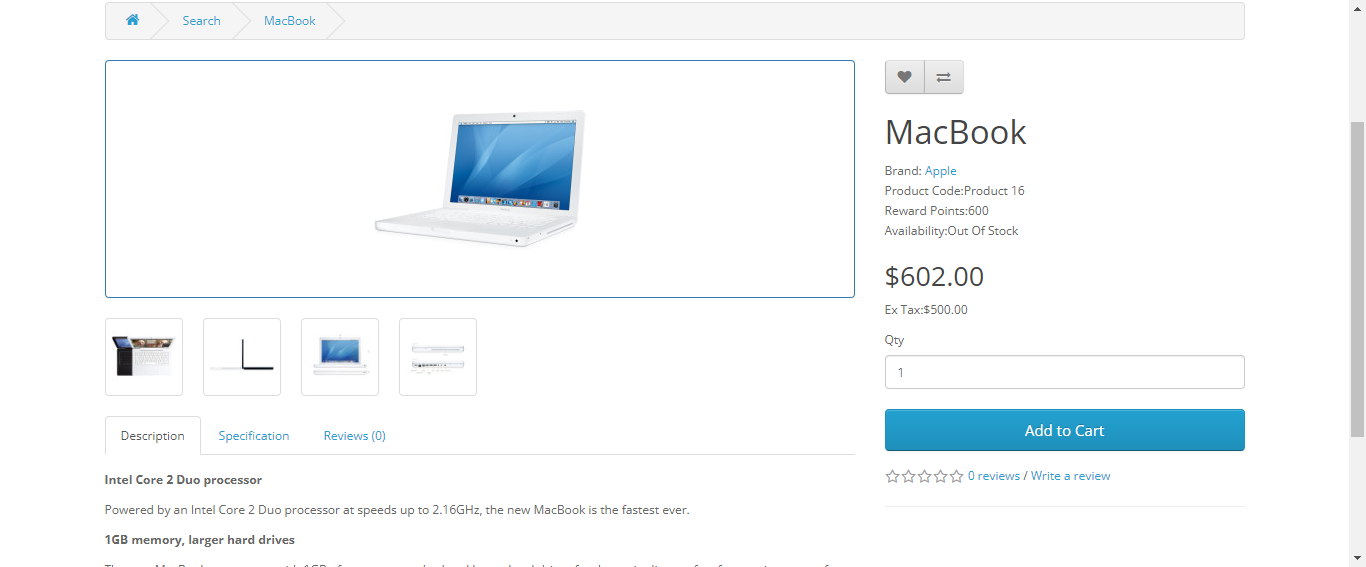 Search
MacBook
MacBook
Brand: Apple
Product Code:Product 16
Reward Points:600
Availability:Out Of Stock
$602.00
Ex Tax:$500.00
Qty
1
Add to Cart
0 reviews / Write a review
Description
Specification
Reviews (0)
Intel Core 2 Duo processor
Powered by an Intel Core 2 Duo processor at speeds up to 2.16GHz, the new MacBook is the fastest ever.
1GB memory, larger hard drives